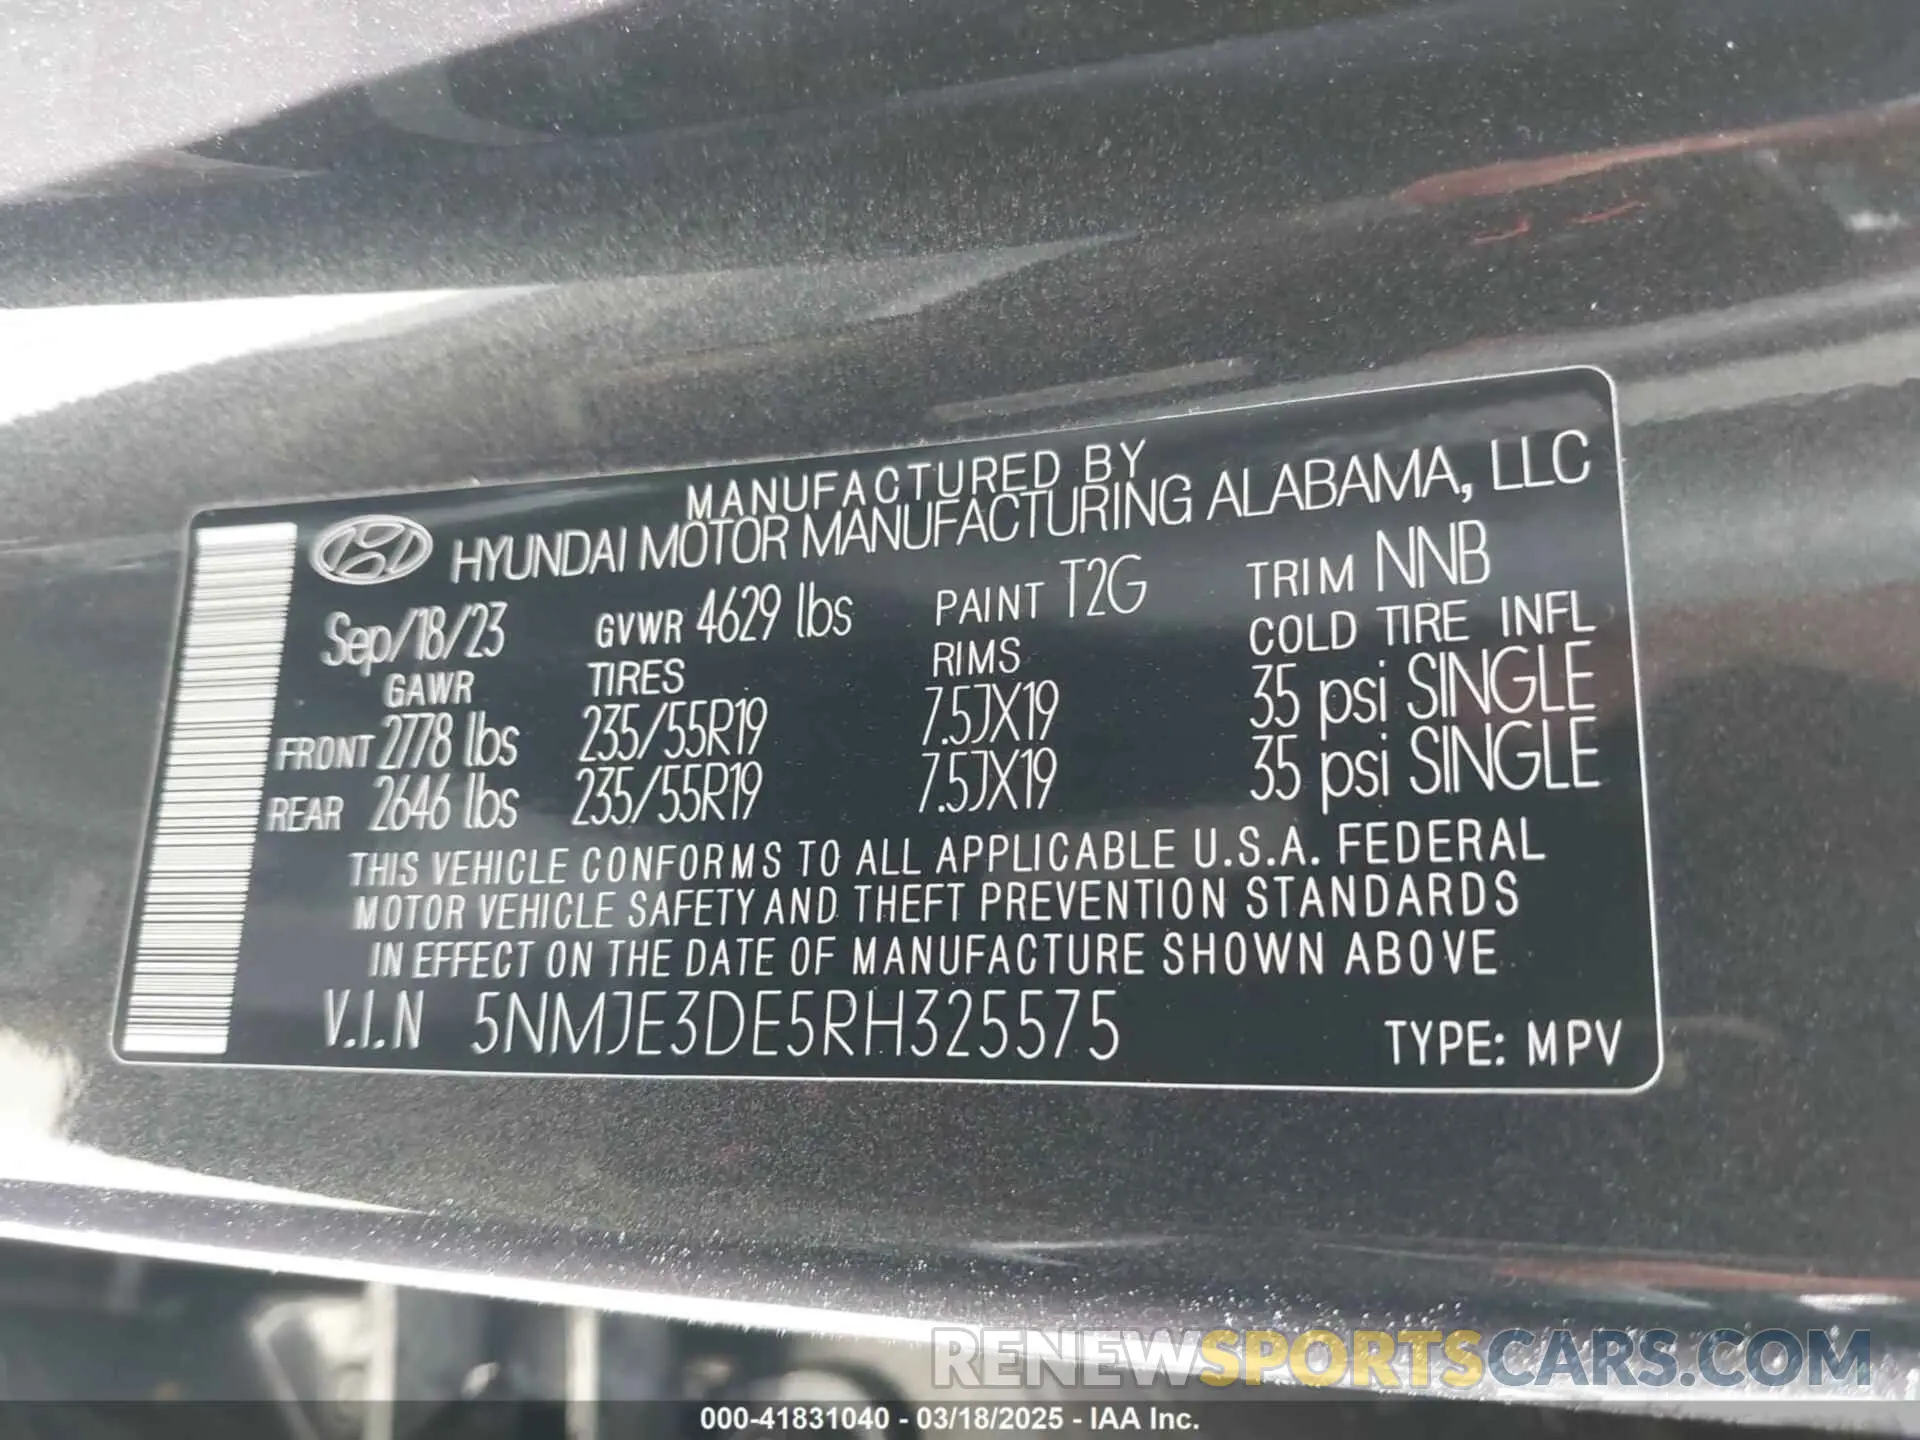 MANUFACTURED BY
HYUNDAI MOTOR MANUFACTURING ALABAMA, LLC
Sep/18/23 GVWR 4629 lbs PAINT T2G TRIM NNB
GAWR TIRES RIMS COLD TIRE INFL
FRONT 2778 lbs 235/55R19 7.5JX19 35 psi SINGLE
REAR 2646 lbs 235/55R19 7.5JX19 35 psi SINGLE
THIS VEHICLE CONFORMS TO ALL APPLICABLE U.S.A. FEDERAL
MOTOR VEHICLE SAFETY AND THEFT PREVENTION STANDARDS
IN EFFECT ON THE DATE OF MANUFACTURE SHOWN ABOVE
V.I.N 5NMJE3DE5RH325575 TYPE: MPV
RENEWSPORTSCARS.COM
000-41831040 - 03/18/2025 - IAA Inc.